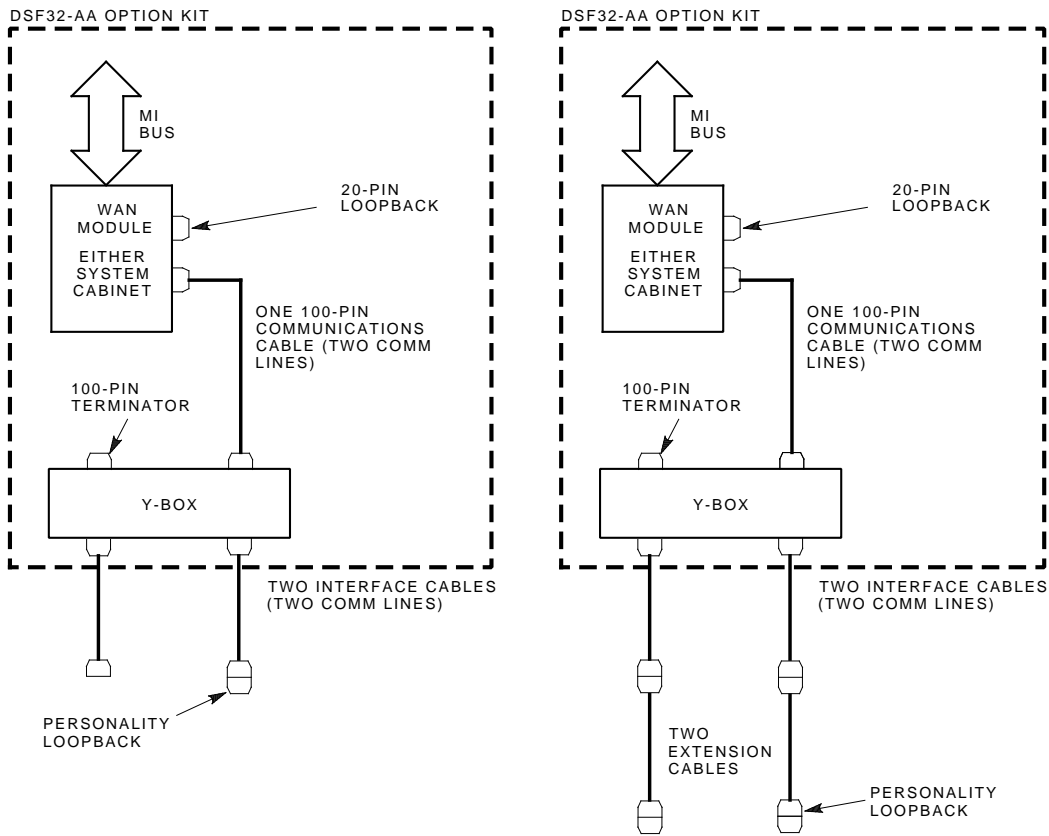 DSF32-AA OPTION KIT
MI
BUS
WAN
MODULE
EITHER
SYSTEM
CABINET
20-PIN
LOOPBACK
ONE 100-PIN
COMMUNICATIONS
CABLE (TWO COMM
LINES)
100-PIN
TERMINATOR
Y-BOX
TWO INTERFACE CABLES
(TWO COMM LINES)
PERSONALITY
LOOPBACK
DSF32-AA OPTION KIT
MI
BUS
WAN
MODULE
EITHER
SYSTEM
CABINET
20-PIN
LOOPBACK
ONE 100-PIN
COMMUNICATIONS
CABLE (TWO COMM
LINES)
100-PIN
TERMINATOR
Y-BOX
TWO INTERFACE CABLES
(TWO COMM LINES)
TWO
EXTENSION
CABLES
PERSONALITY
LOOPBACK